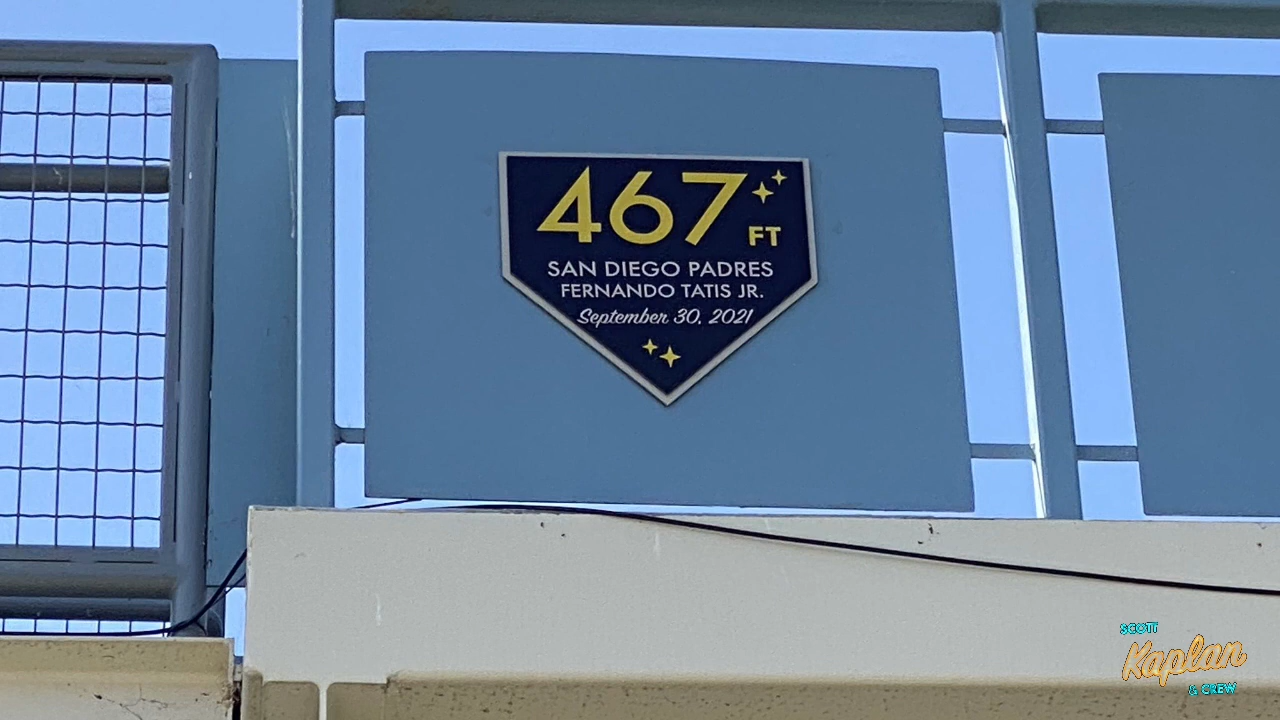 467
FT
SAN DIEGO PADRES
FERNANDO TATIS JR.
September 30, 2021
SCOTT
Kaplan
& CREW